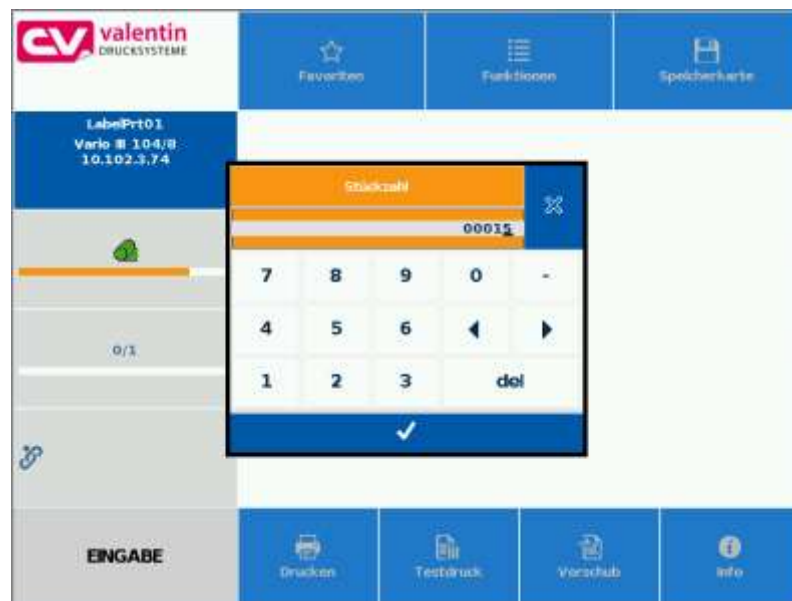 valentin
DRUCKSYSTEME
Favoriten
Funktionen
Speicherkarte
LabelPrt01
Vario III 104/8
10.102.3.74
Stückzahl
00015
7 8 9 0 -
4 5 6
0/1
1 2 3 del
EINGABE
Drucken
Testdruck
Vorschub
Info